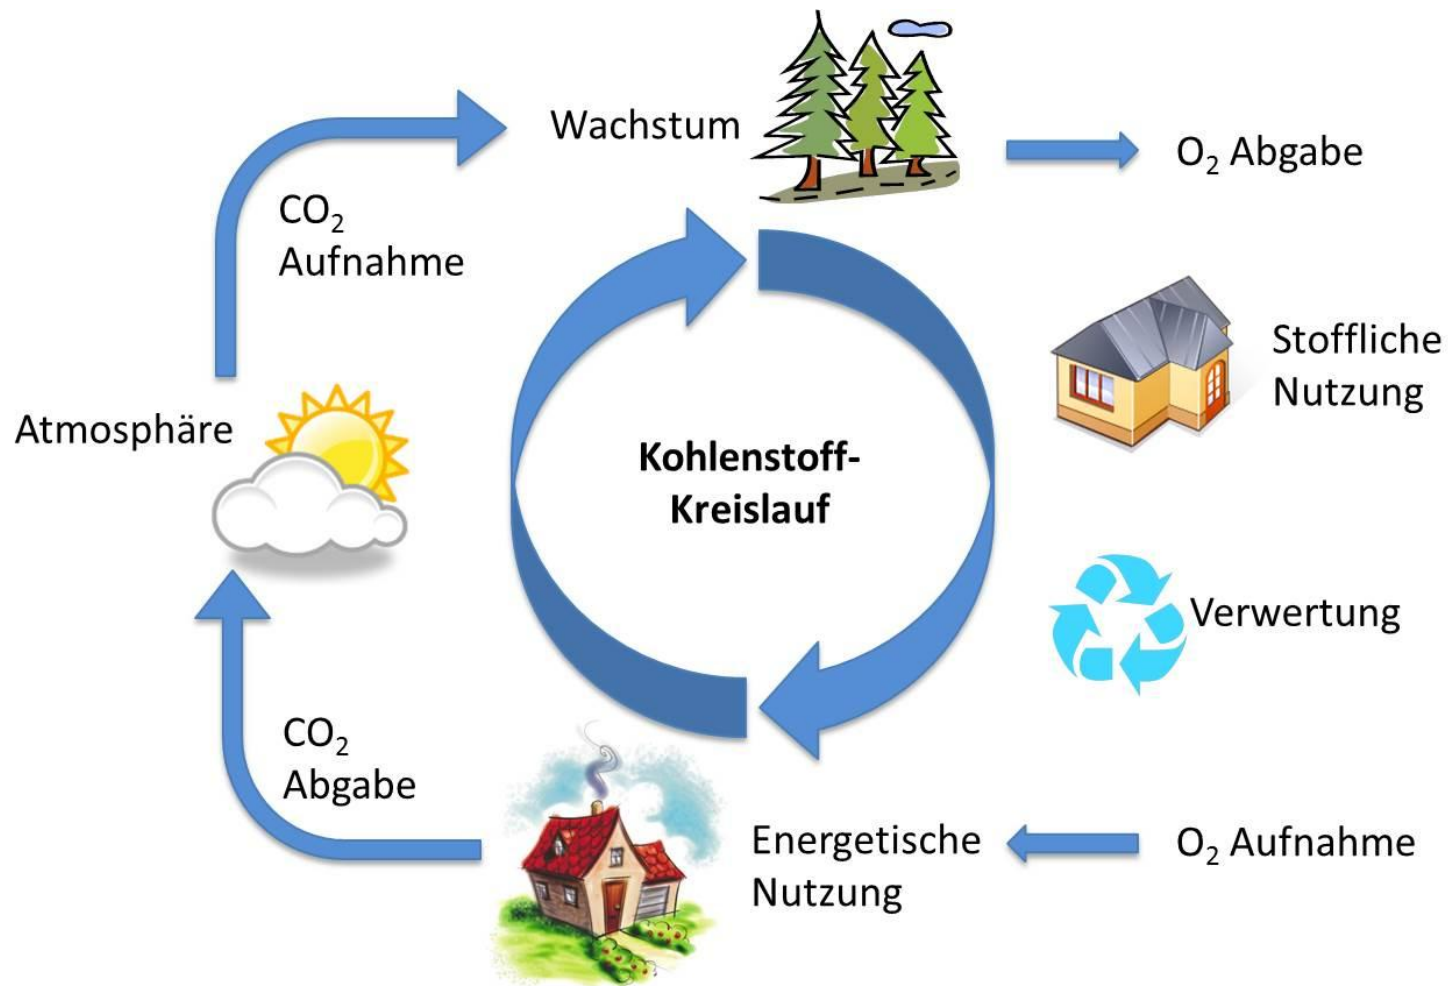 Wachstum
O₂ Abgabe
CO₂
Aufnahme
Stoffliche
Nutzung
Atmosphäre
Kohlenstoff-
Kreislauf
Verwertung
CO₂
Abgabe
Energetische
Nutzung
O₂ Aufnahme